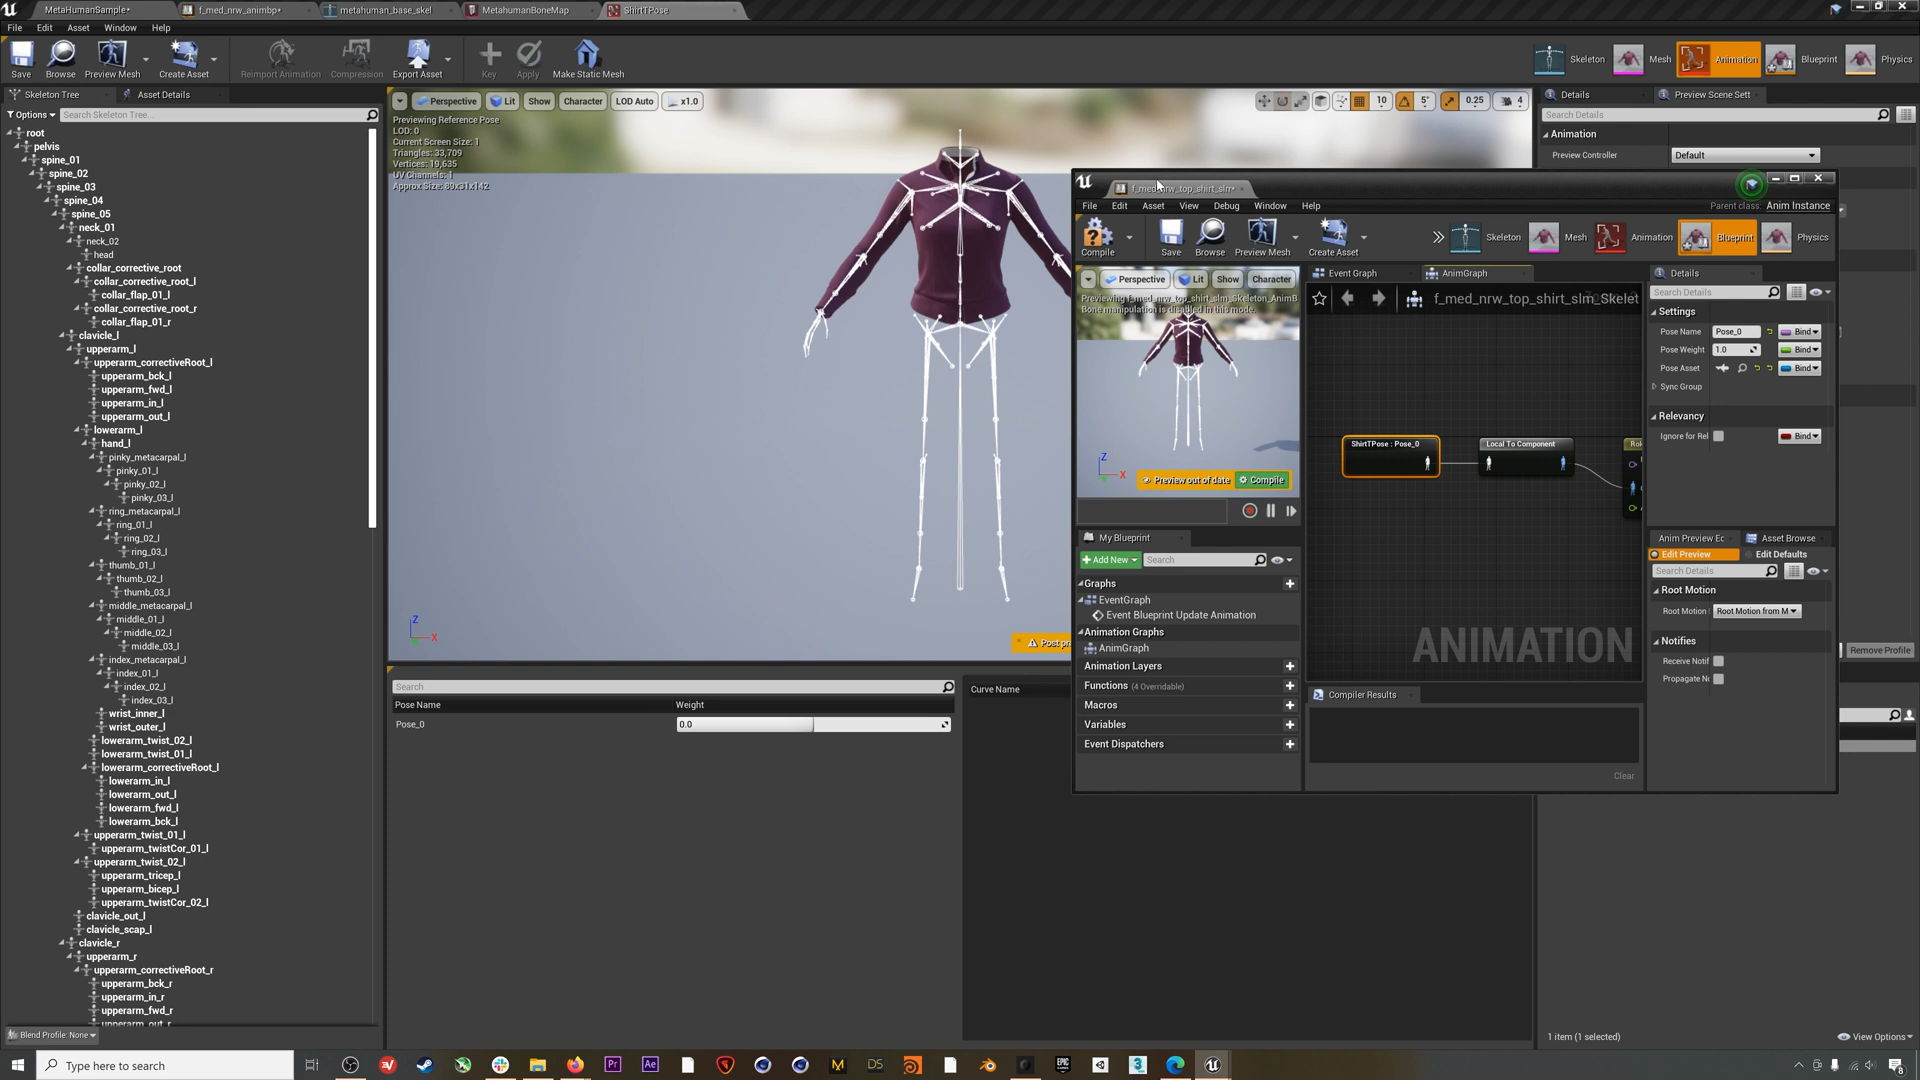 MetaHumanSample*
f_med_nrw_animbp*
metahuman_base_skel
MetahumanBoneMap
ShirtTPose
File Edit Asset Window Help
Save Browse Preview Mesh Create Asset Reimport Animation Compression Export Asset Key Apply Make Static Mesh
Skeleton Mesh Animation Blueprint Physics
Skeleton Tree Asset Details
Options Search Skeleton Tree...
root
pelvis
spine_01
spine_02
spine_03
spine_04
spine_05
neck_01
neck_02
head
collar_corrective_root
collar_corrective_root_l
collar_flap_01_l
collar_corrective_root_r
collar_flap_01_r
clavicle_l
upperarm_l
upperarm_correctiveRoot_l
upperarm_bck_l
upperarm_fwd_l
upperarm_in_l
upperarm_out_l
lowerarm_l
hand_l
pinky_metacarpal_l
pinky_01_l
pinky_02_l
pinky_03_l
ring_metacarpal_l
ring_01_l
ring_02_l
ring_03_l
thumb_01_l
thumb_02_l
thumb_03_l
middle_metacarpal_l
middle_01_l
middle_02_l
middle_03_l
index_metacarpal_l
index_01_l
index_02_l
index_03_l
wrist_inner_l
wrist_outer_l
lowerarm_twist_02_l
lowerarm_twist_01_l
lowerarm_correctiveRoot_l
lowerarm_in_l
lowerarm_out_l
lowerarm_fwd_l
lowerarm_bck_l
upperarm_twist_01_l
upperarm_twistCor_01_l
upperarm_twist_02_l
upperarm_tricep_l
upperarm_bicep_l
upperarm_twistCor_02_l
clavicle_out_l
clavicle_scap_l
clavicle_r
upperarm_r
upperarm_correctiveRoot_r
upperarm_bck_r
upperarm_in_r
upperarm_fwd_r
upperarm_out_r
Blend Profile: None
Perspective Lit Show Character LOD Auto x1.0
10 5° 0.25 4
Previewing Reference Pose
LOD: 0
Current Screen Size: 1
Triangles: 33,709
Vertices: 19,635
UV Channels: 1
Approx Size: 89x31x142
Z
X
Search
Pose Name Weight
Pose_0 0.0
Curve Name
Details Preview Scene Sett
Search Details
Animation
Preview Controller Default
Remove Profile
1 item (1 selected)
View Options
f_med_nrw_top_shirt_slm*
File Edit Asset View Debug Window Help
Parent class: Anim Instance
Compile Save Browse Preview Mesh Create Asset
Skeleton Mesh Animation Blueprint Physics
Perspective Lit Show Character
Previewing f_med_nrw_top_shirt_slm_Skeleton_AnimB
Bone manipulation is disabled in this mode.
Z
X
Preview out of date Compile
Event Graph AnimGraph
f_med_nrw_top_shirt_slm_Skelet
ShirtTPose : Pose_0
Local To Component
ANIMATION
Compiler Results
Clear
My Blueprint
Add New Search
Graphs
EventGraph
Event Blueprint Update Animation
Animation Graphs
AnimGraph
Animation Layers
Functions (4 Overridable)
Macros
Variables
Event Dispatchers
Details
Search Details
Settings
Pose Name Pose_0 Bind
Pose Weight 1.0 Bind
Pose Asset Bind
Sync Group
Relevancy
Ignore for Rel Bind
Anim Preview Ec Asset Browse
Edit Preview Edit Defaults
Search Details
Root Motion
Root Motion Root Motion from M
Notifies
Receive Notif
Propagate No
Type here to search